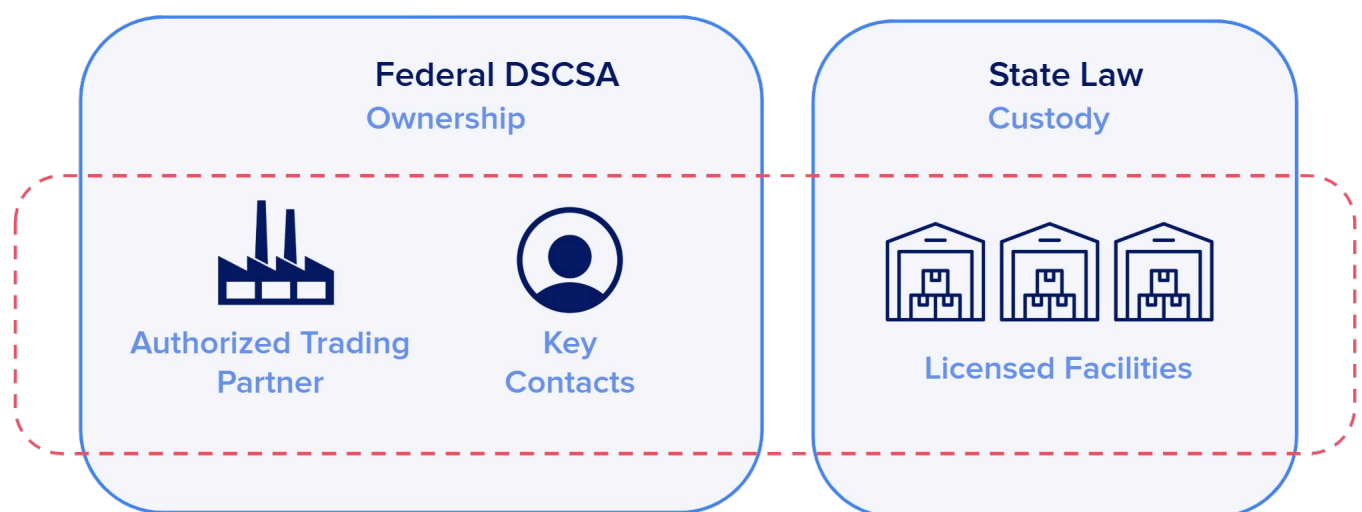 Federal DSCSA
Ownership
State Law
Custody
Authorized Trading
Partner
Key
Contacts
Licensed Facilities